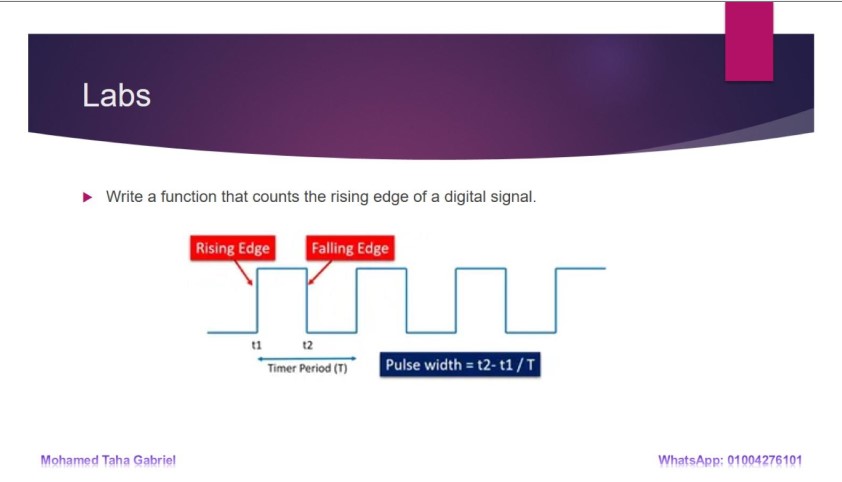 Labs
Write a function that counts the rising edge of a digital signal.
Rising Edge
Falling Edge
t1
t2
Timer Period (T)
Pulse width = t2- t1 / T
Mohamed Taha Gabriel
WhatsApp: 01004276101